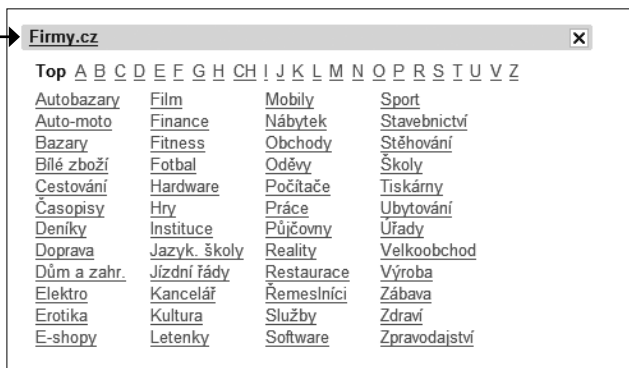 Firmy.cz
Top A B C D E F G H CH I J K L M N O P R S T U V Z
Autobazary Film Mobily Sport
Auto-moto Finance Nábytek Stavebnictví
Bazary Fitness Obchody Stěhování
Bílé zboží Fotbal Oděvy Školy
Cestování Hardware Počítače Tiskárny
Časopisy Hry Práce Ubytování
Deníky Instituce Půjčovny Úřady
Doprava Jazyk. školy Reality Velkoobchod
Dům a zahr. Jízdní řády Restaurace Výroba
Elektro Kancelář Řemeslníci Zábava
Erotika Kultura Služby Zdraví
E-shopy Letenky Software Zpravodajství